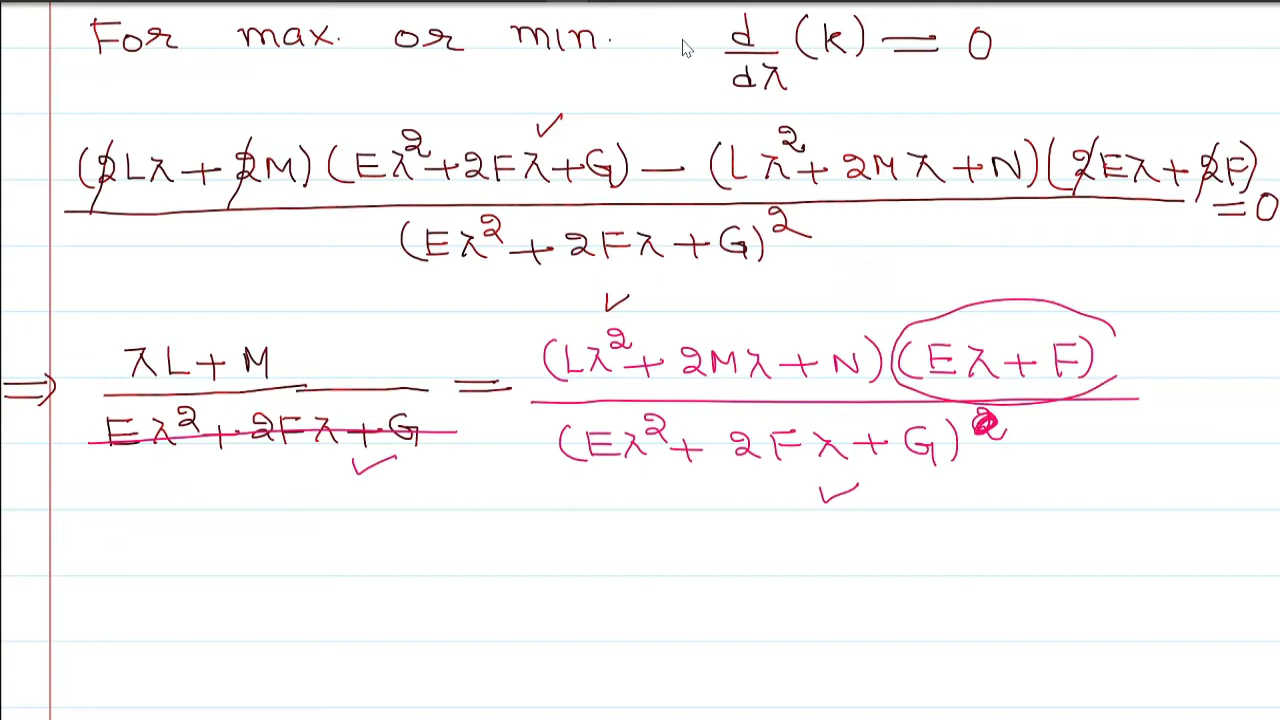 For max. or min. d/dλ (k) = 0
(2Lλ + 2M)(Eλ² + 2Fλ + G) − (Lλ² + 2Mλ + N)(2Eλ + 2F) / (Eλ² + 2Fλ + G)² = 0
⇒ λL + M / Eλ² + 2Fλ + G = (Lλ² + 2Mλ + N)(Eλ + F) / (Eλ² + 2Fλ + G)²